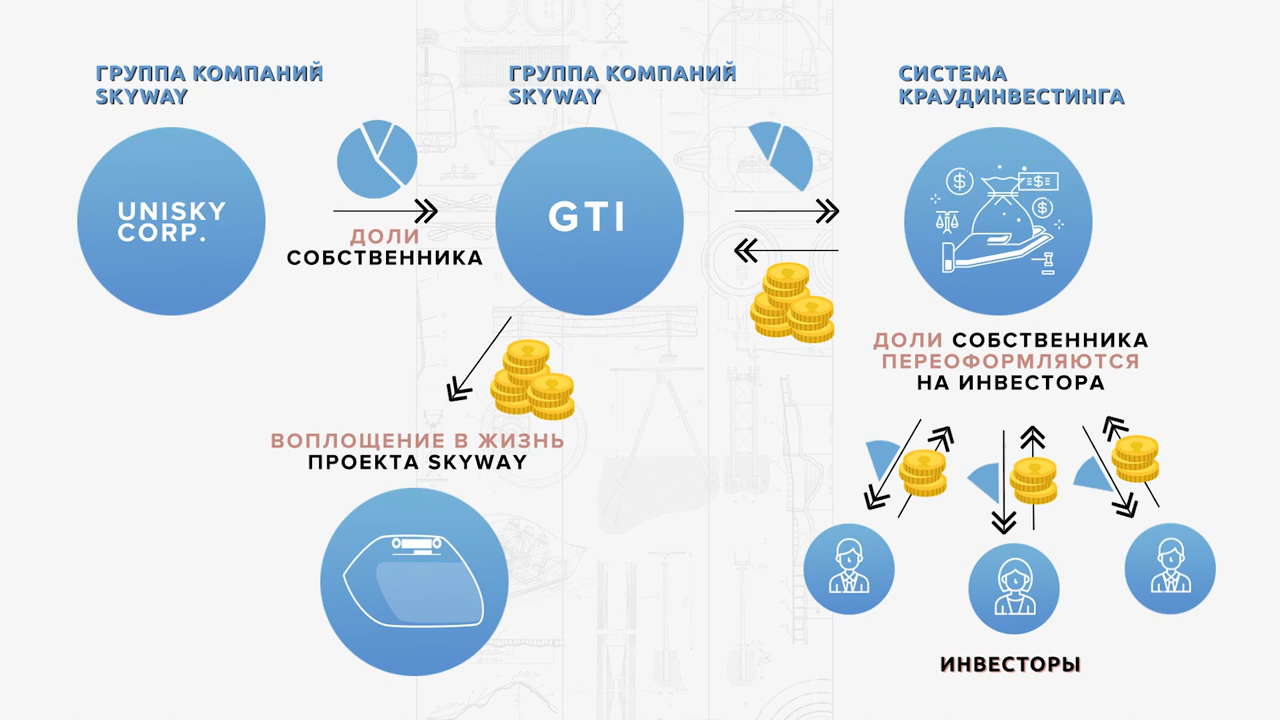 ГРУППА КОМПАНИЙ
SKYWAY
ГРУППА КОМПАНИЙ
SKYWAY
СИСТЕМА
КРАУДИНВЕСТИНГА
UNISKY
CORP.
ДОЛИ
СОБСТВЕННИКА
GTI
ДОЛИ СОБСТВЕННИКА
ПЕРЕОФОРМЛЯЮТСЯ
НА ИНВЕСТОРА
ВОПЛОЩЕНИЕ В ЖИЗНЬ
ПРОЕКТА SKYWAY
ИНВЕСТОРЫ